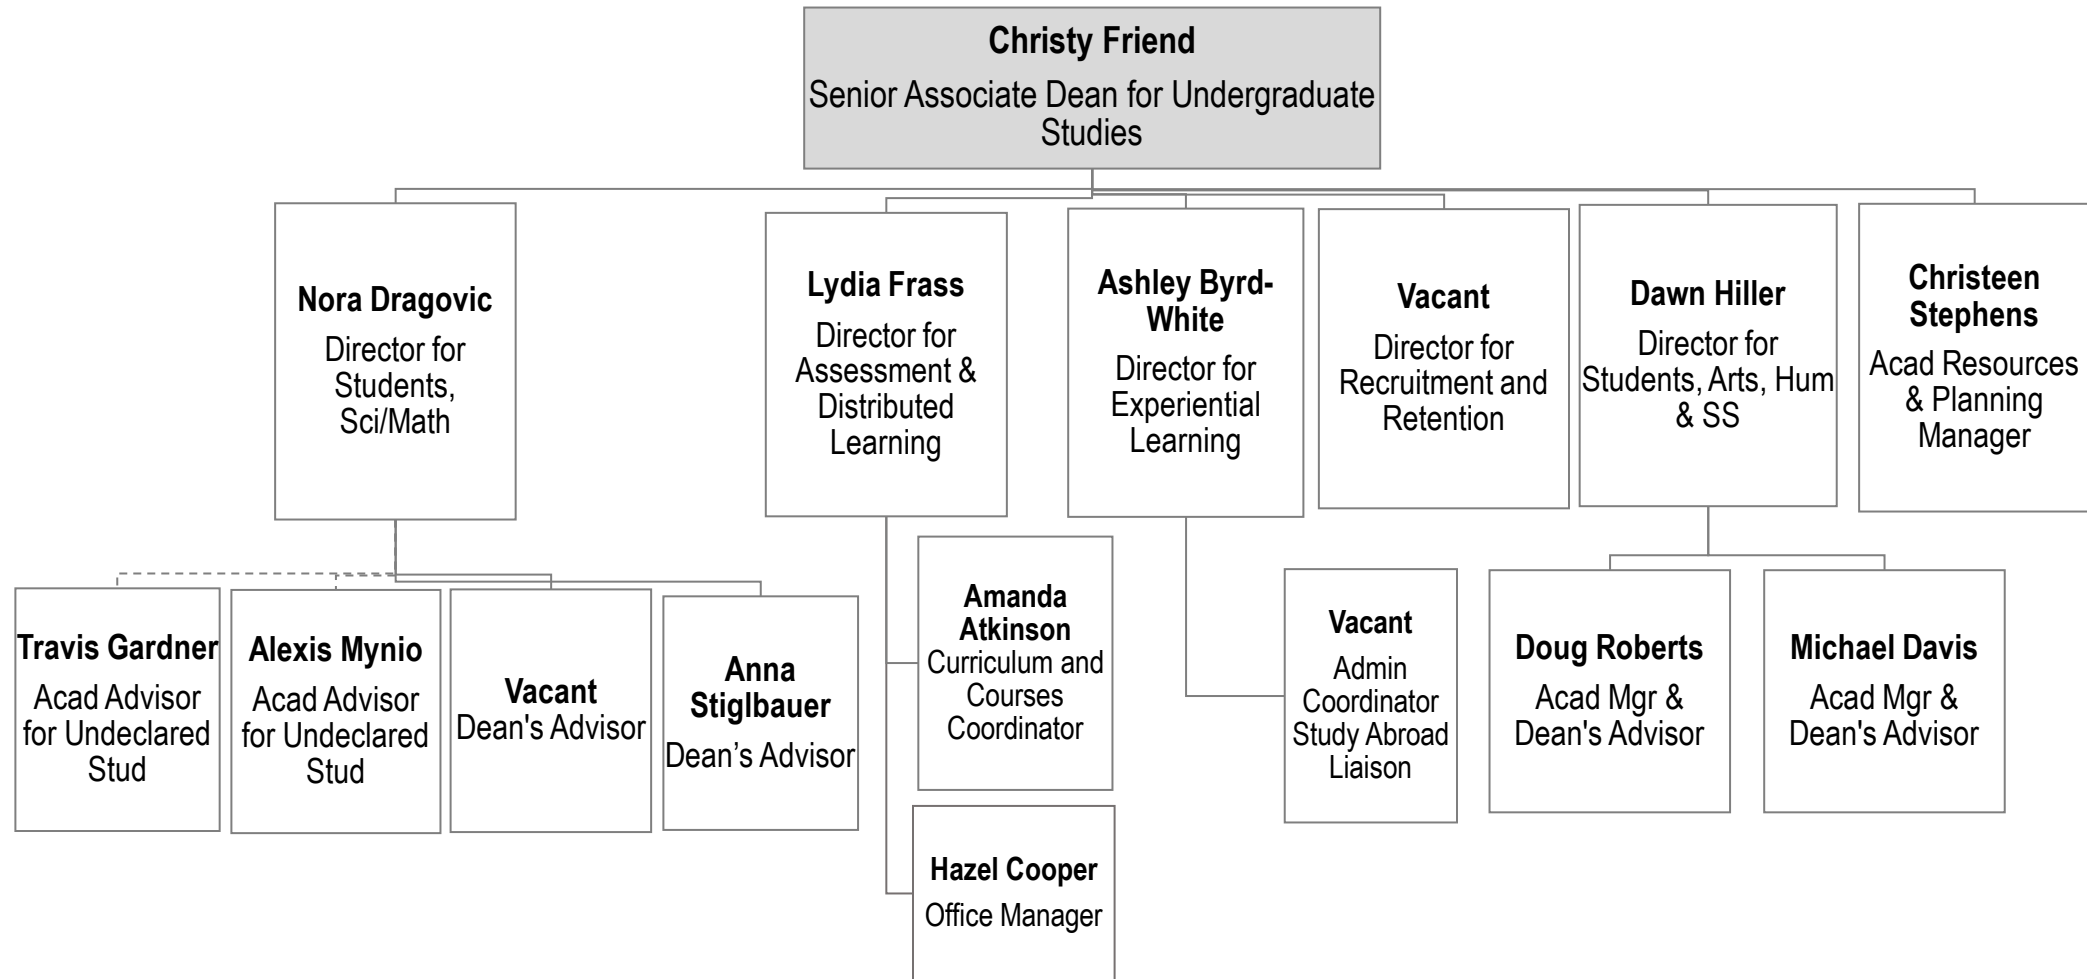 Christy Friend
Senior Associate Dean for Undergraduate
Studies
Nora Dragovic
Director for
Students,
Sci/Math
Lydia Frass
Director for
Assessment &
Distributed
Learning
Ashley Byrd-
White
Director for
Experiential
Learning
Vacant
Director for
Recruitment and
Retention
Dawn Hiller
Director for
Students, Arts, Hum
& SS
Christeen
Stephens
Acad Resources
& Planning
Manager
Travis Gardner
Acad Advisor
for Undeclared
Stud
Alexis Mynio
Acad Advisor
for Undeclared
Stud
Vacant
Dean's Advisor
Anna
Stiglbauer
Dean’s Advisor
Amanda
Atkinson
Curriculum and
Courses
Coordinator
Hazel Cooper
Office Manager
Vacant
Admin
Coordinator
Study Abroad
Liaison
Doug Roberts
Acad Mgr &
Dean's Advisor
Michael Davis
Acad Mgr &
Dean's Advisor